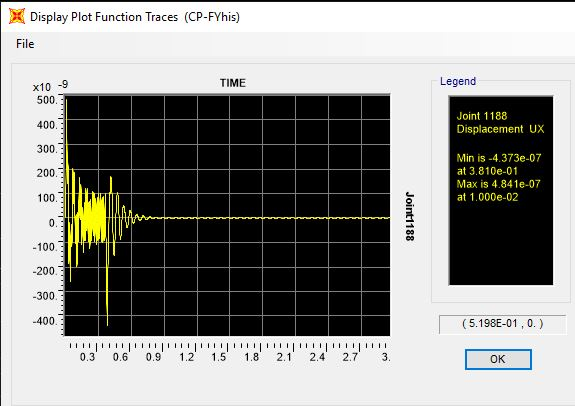 Display Plot Function Traces (CP-FYhis)
File
x10 -9
TIME
500.
400.
300.
200.
100.
0.
-100.
-200.
-300.
-400.
0.3 0.6 0.9 1.2 1.5 1.8 2.1 2.4 2.7 3.
Joint1188
Legend
Joint 1188
Displacement UX
Min is -4.373e-07
at 3.810e-01
Max is 4.841e-07
at 1.000e-02
( 5.198E-01 , 0. )
OK